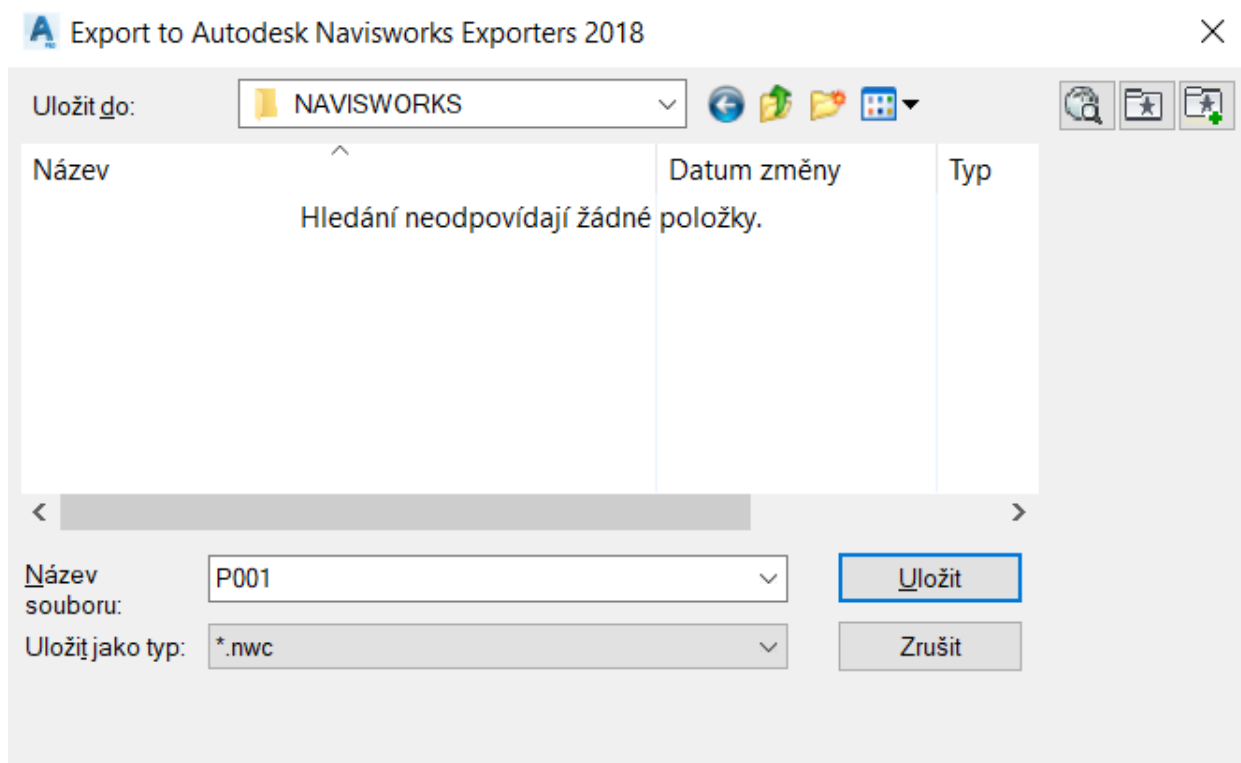 Export to Autodesk Navisworks Exporters 2018
Uložit do:
NAVISWORKS
Název
Datum změny
Typ
Hledání neodpovídají žádné položky.
Název
souboru:
P001
Uložit
Uložit jako typ:
*.nwc
Zrušit